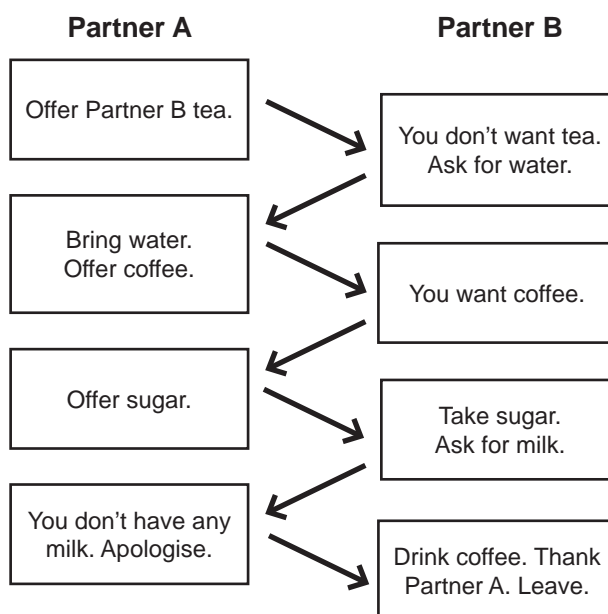 Partner A
Partner B
Offer Partner B tea.
You don't want tea.
Ask for water.
Bring water.
Offer coffee.
You want coffee.
Offer sugar.
Take sugar.
Ask for milk.
You don't have any
milk. Apologise.
Drink coffee. Thank
Partner A. Leave.